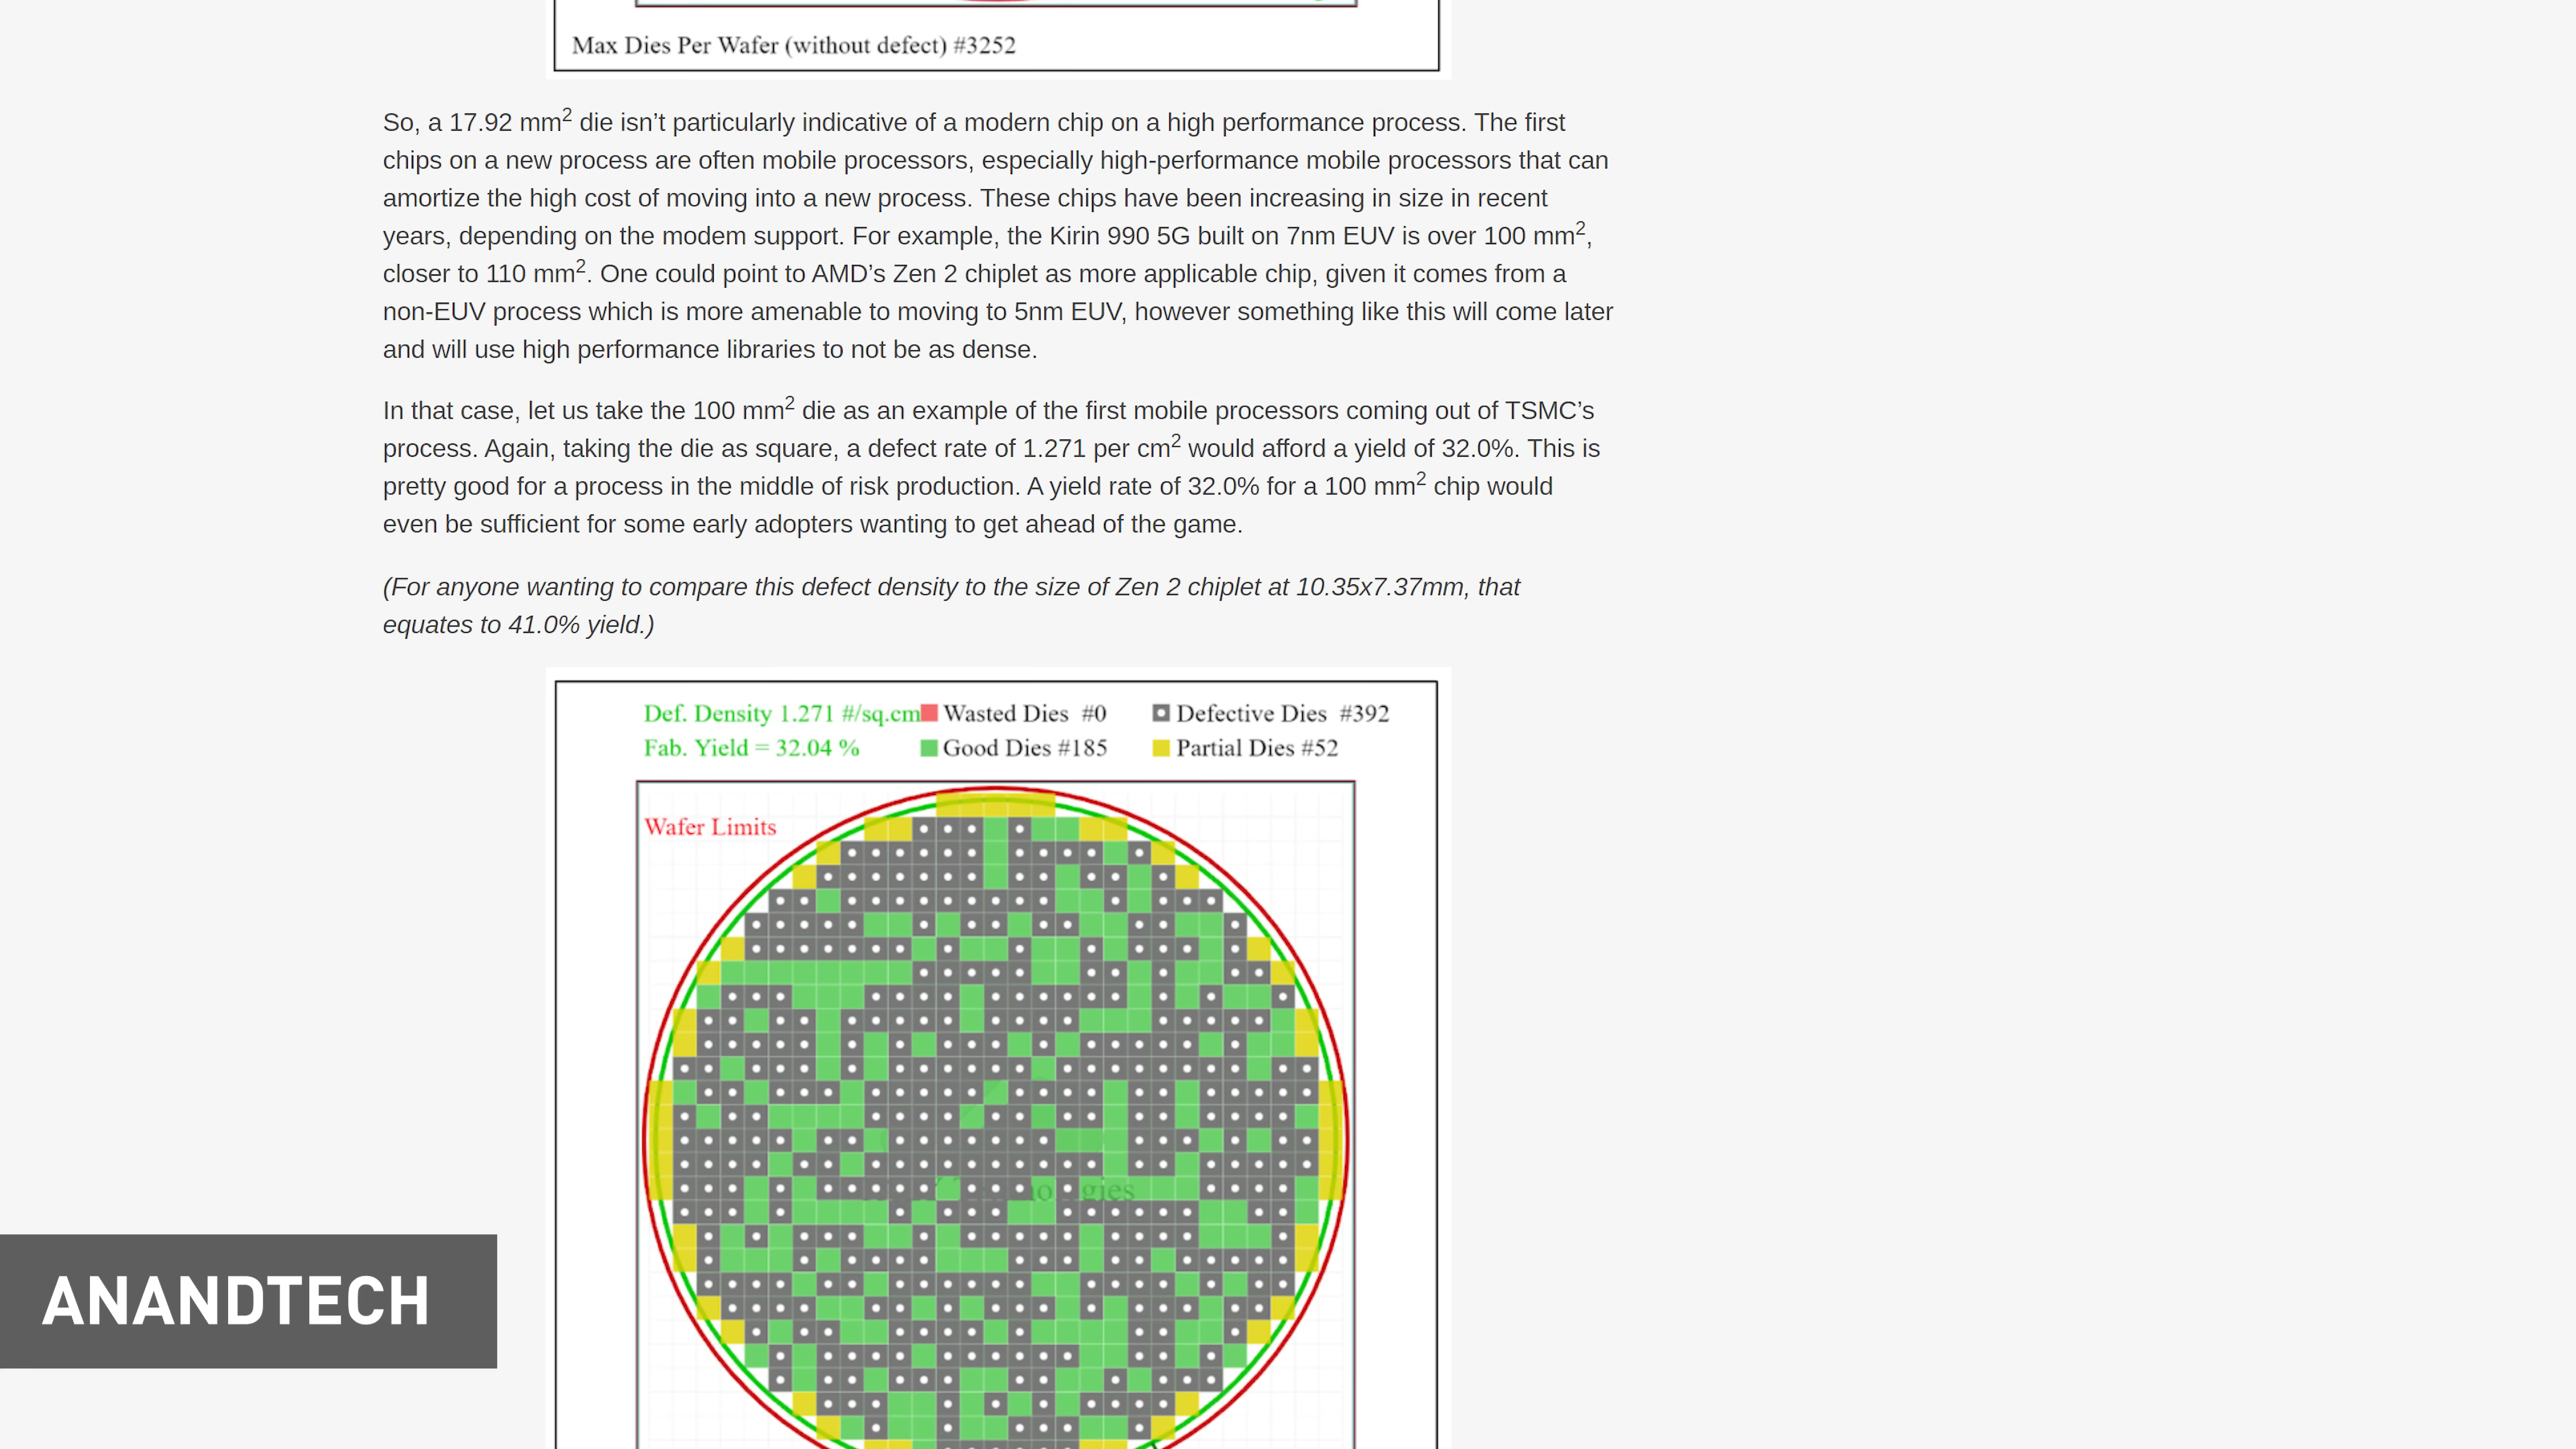 Max Dies Per Wafer (without defect) #3252
So, a 17.92 mm2 die isn’t particularly indicative of a modern chip on a high performance process. The first
chips on a new process are often mobile processors, especially high-performance mobile processors that can
amortize the high cost of moving into a new process. These chips have been increasing in size in recent
years, depending on the modem support. For example, the Kirin 990 5G built on 7nm EUV is over 100 mm2,
closer to 110 mm2. One could point to AMD’s Zen 2 chiplet as more applicable chip, given it comes from a
non-EUV process which is more amenable to moving to 5nm EUV, however something like this will come later
and will use high performance libraries to not be as dense.
In that case, let us take the 100 mm2 die as an example of the first mobile processors coming out of TSMC’s
process. Again, taking the die as square, a defect rate of 1.271 per cm2 would afford a yield of 32.0%. This is
pretty good for a process in the middle of risk production. A yield rate of 32.0% for a 100 mm2 chip would
even be sufficient for some early adopters wanting to get ahead of the game.
(For anyone wanting to compare this defect density to the size of Zen 2 chiplet at 10.35x7.37mm, that
equates to 41.0% yield.)
Def. Density 1.271 #/sq.cm Wasted Dies #0 Defective Dies #392
Fab. Yield = 32.04 % Good Dies #185 Partial Dies #52
Wafer Limits
ANANDTECH